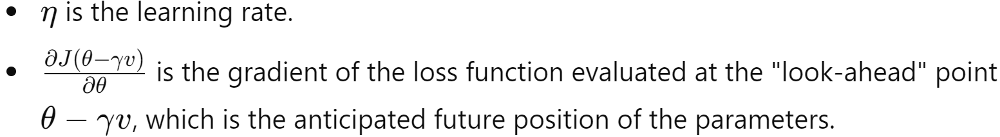 • η is the learning rate.
• ∂J(θ−γv)/∂θ is the gradient of the loss function evaluated at the "look-ahead" point
θ − γv, which is the anticipated future position of the parameters.